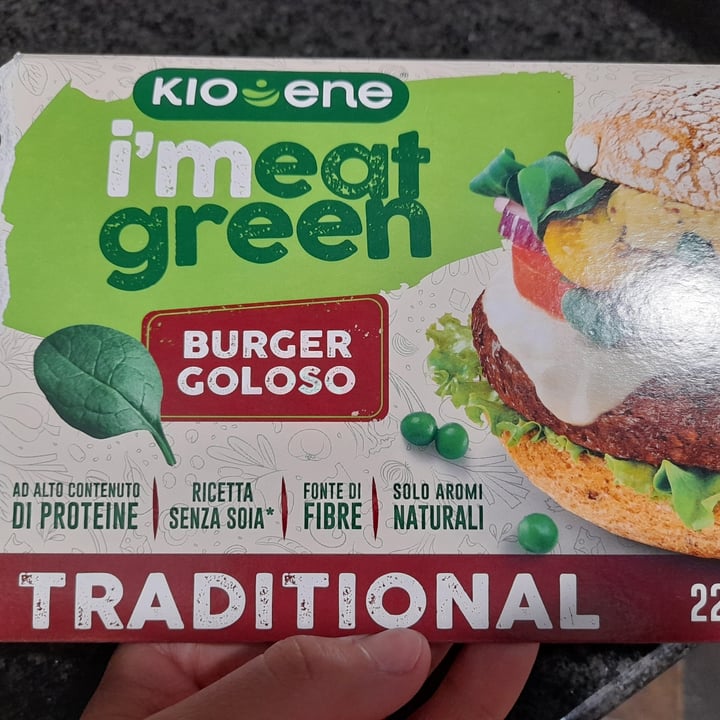 KIOENE
i'm eat
green
BURGER
GOLOSO
AD ALTO CONTENUTO
DI PROTEINE
RICETTA
SENZA SOIA*
FONTE DI
FIBRE
SOLO AROMI
NATURALI
TRADITIONAL